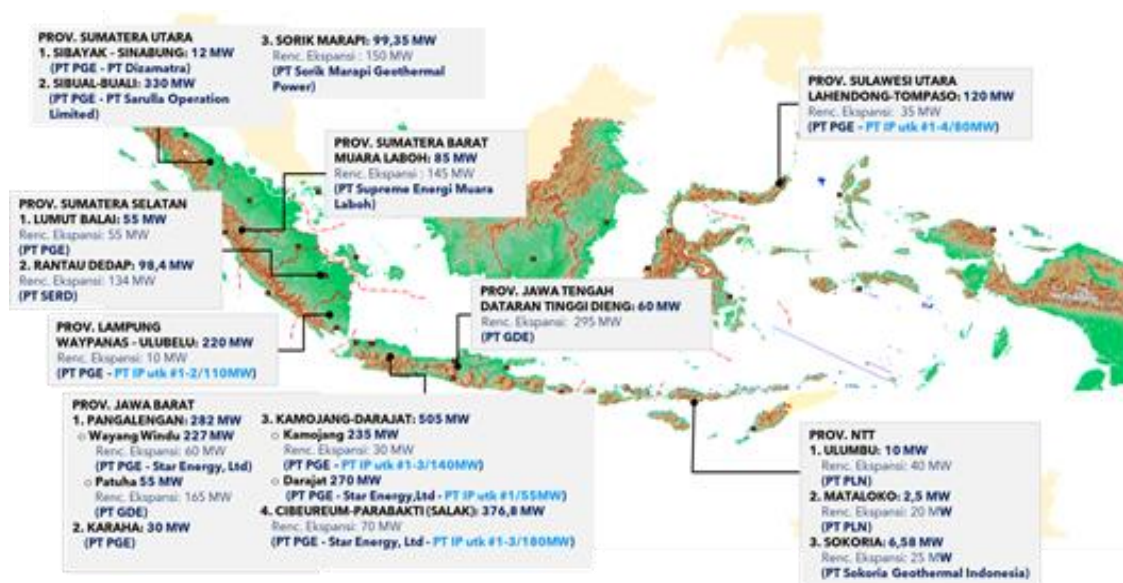 PROV. SUMATERA UTARA
1. SIBAYAK - SINABUNG: 12 MW
(PT PGE - PT Dizamatra)
2. SIBUAL-BUALI: 330 MW
(PT PGE - PT Sarulla Operation
Limited)
3. SORIK MARAPI: 99,35 MW
Renc. Ekspansi : 150 MW
(PT Sorik Marapi Geothermal
Power)
PROV. SULAWESI UTARA
LAHENDONG-TOMPASO: 120 MW
Renc. Ekspansi: 35 MW
(PT PGE - PT IP utk #1-4/80MW)
PROV. SUMATERA BARAT
MUARA LABOH: 85 MW
Renc. Ekspansi : 145 MW
(PT Supreme Energi Muara
Laboh)
PROV. SUMATERA SELATAN
1. LUMUT BALAI: 55 MW
Renc. Ekspansi: 55 MW
(PT PGE)
2. RANTAU DEDAP: 98,4 MW
Renc. Ekspansi: 134 MW
(PT SERD)
PROV. JAWA TENGAH
DATARAN TINGGI DIENG: 60 MW
Renc. Ekspansi: 295 MW
(PT GDE)
PROV. LAMPUNG
WAYPANAS - ULUBELU: 220 MW
Renc. Ekspansi: 10 MW
(PT PGE - PT IP utk #1-2/110MW)
PROV. JAWA BARAT
1. PANGALENGAN: 282 MW
○ Wayang Windu 227 MW
Renc. Ekspansi: 60 MW
(PT PGE - Star Energy, Ltd)
○ Patuha 55 MW
Renc. Ekspansi: 165 MW
(PT GDE)
2. KARAHA: 30 MW
(PT PGE)
3. KAMOJANG-DARAJAT: 505 MW
○ Kamojang 235 MW
Renc. Ekspansi: 30 MW
(PT PGE - PT IP utk #1-3/140MW)
○ Darajat 270 MW
(PT PGE - Star Energy,Ltd - PT IP utk #1/55MW)
4. CIBEUREUM-PARABAKTI (SALAK): 376,8 MW
Renc. Ekspansi: 70 MW
(PT PGE - Star Energy, Ltd - PT IP utk #1-3/180MW)
PROV. NTT
1. ULUMBU: 10 MW
Renc. Ekspansi: 40 MW
(PT PLN)
2. MATALOKO: 2,5 MW
Renc. Ekspansi: 20 MW
(PT PLN)
3. SOKORIA: 6,58 MW
Renc. Ekspansi: 25 MW
(PT Sokoria Geothermal Indonesia)